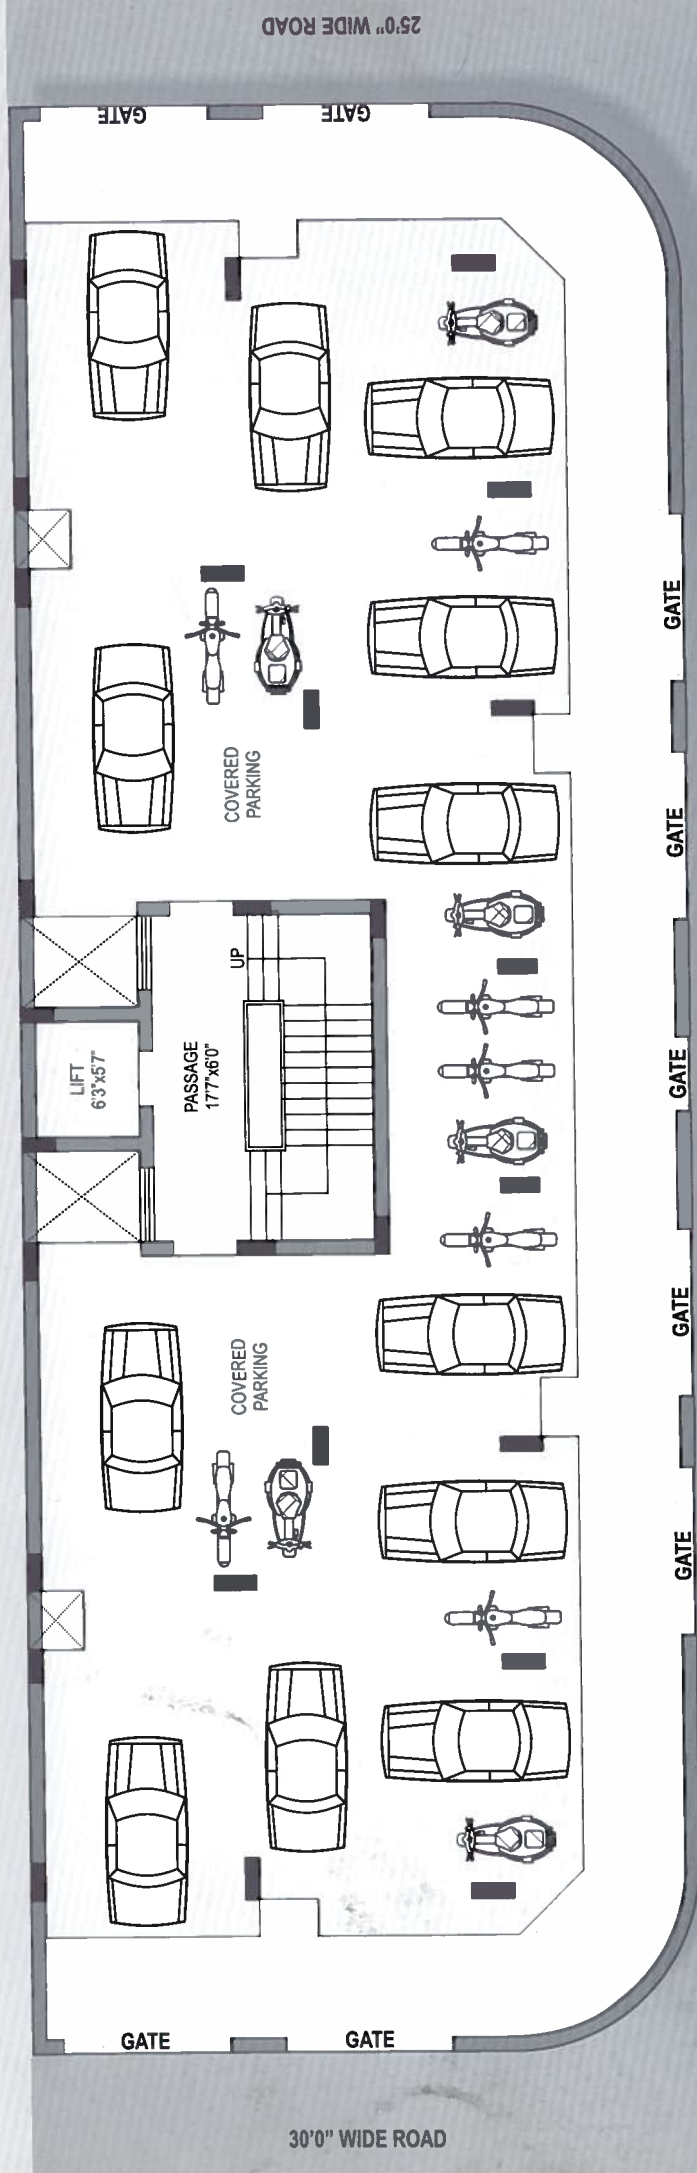 25'0" WIDE ROAD
GATE
GATE
GATE
COVERED
PARKING
GATE
UP
PASSAGE
17'7"x6'0"
LIFT
6'3"x5'7"
GATE
GATE
COVERED
PARKING
GATE
GATE
GATE
30'0" WIDE ROAD